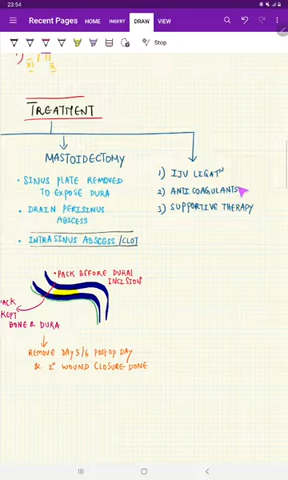 23:54
Recent Pages
HOME
INSERT
DRAW
VIEW
Stop
XI
TREATMENT
MASTOIDECTOMY
• SINUS PLATE REMOVED
TO EXPOSE DURA
• DRAIN PERISINUS
ABSCESS
• INTRASINUS ABSCESS/CLOT
1) IJV LIGATN
2) ANTICOAGULANTS
3) SUPPORTIVE THERAPY
• PACK BEFORE DURAL
INCISION
PACK
KEPT
BONE & DURA
REMOVE DAY 5/6 POSTOP DAY
& 2° WOUND CLOSURE DONE